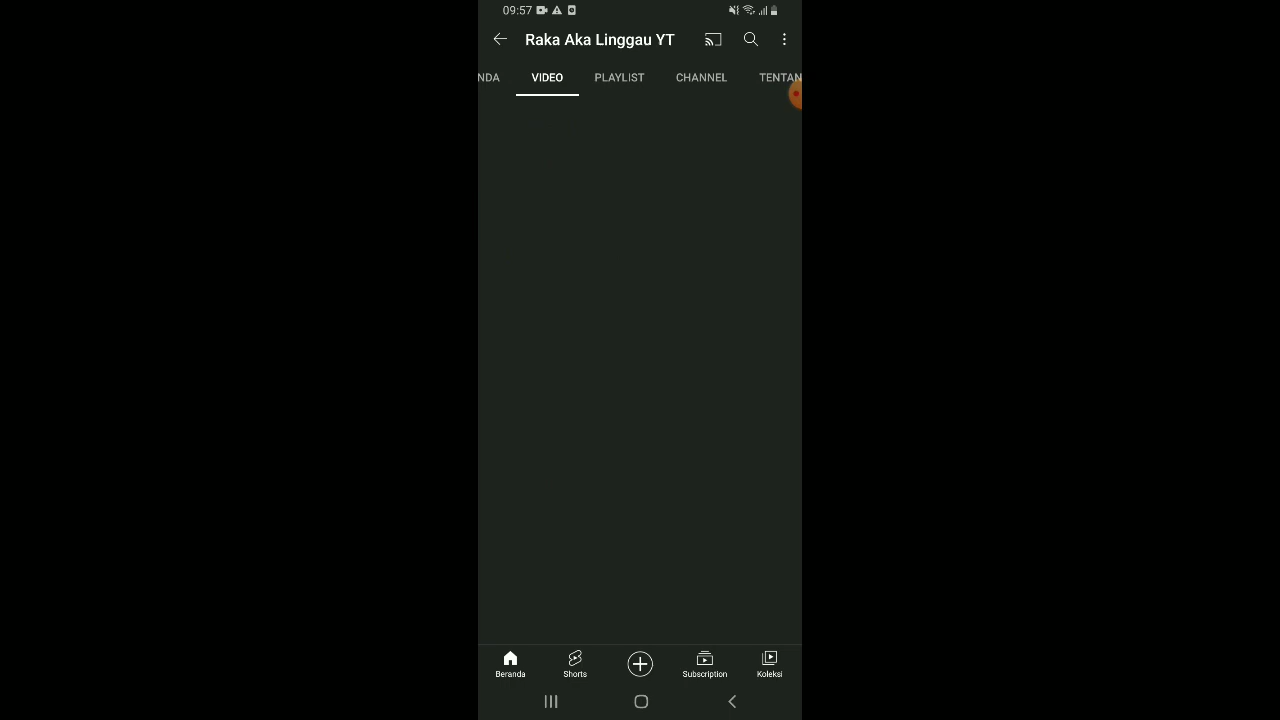 09:57
Raka Aka Linggau YT
NDA VIDEO PLAYLIST CHANNEL TENTAN
Beranda Shorts Subscription Koleksi